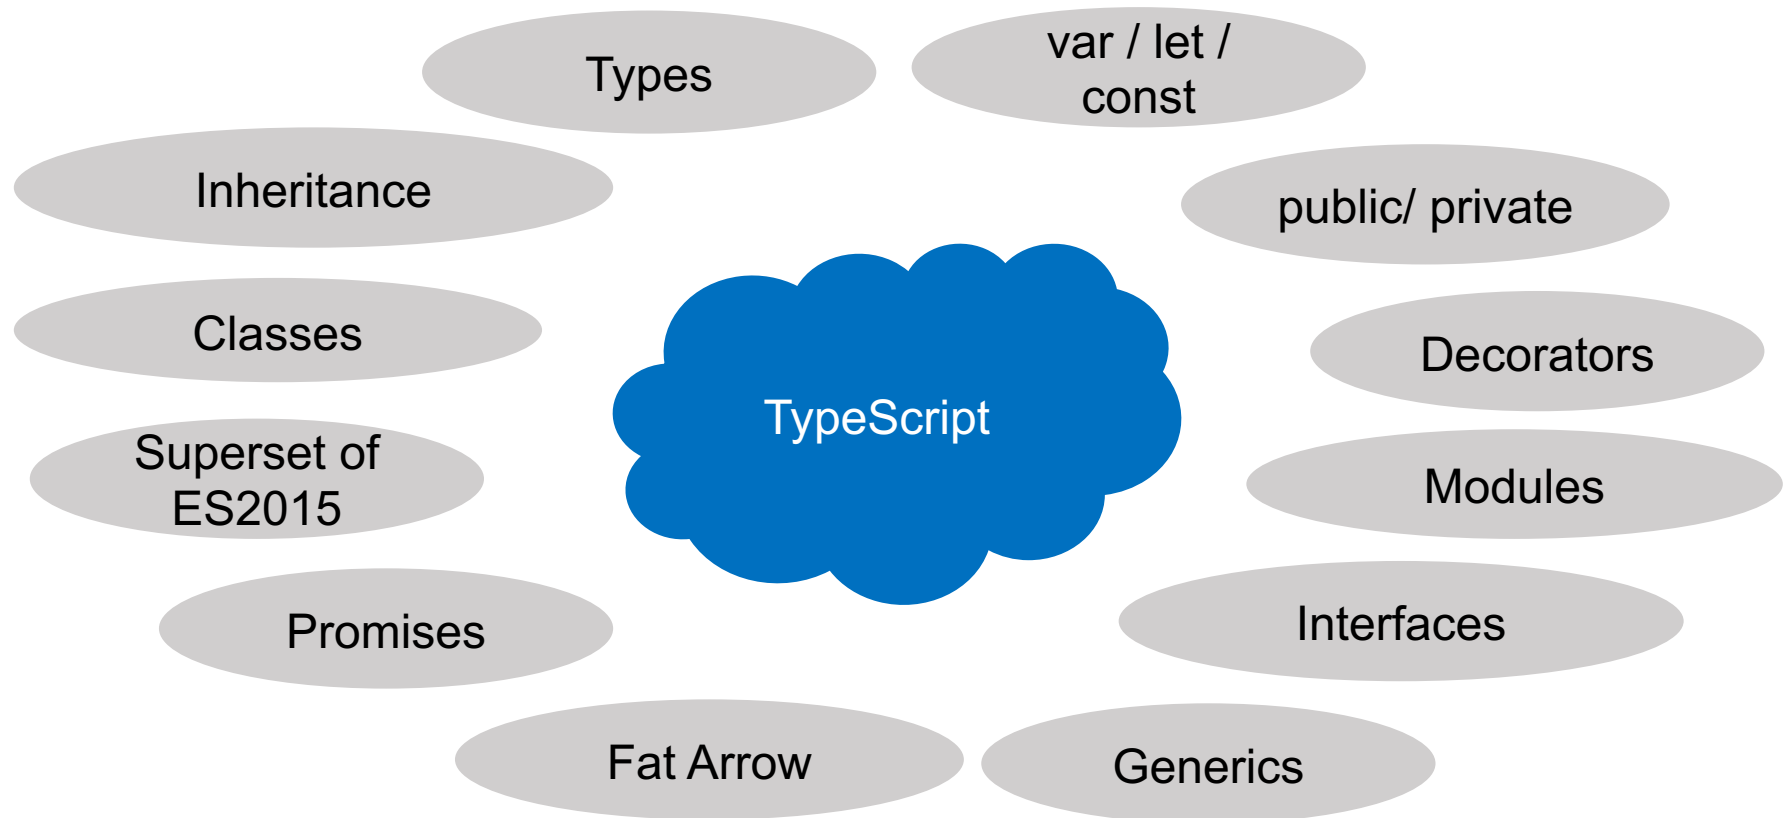 Types
var / let /
const
Inheritance
public/ private
Classes
Decorators
TypeScript
Superset of
ES2015
Modules
Promises
Interfaces
Fat Arrow
Generics